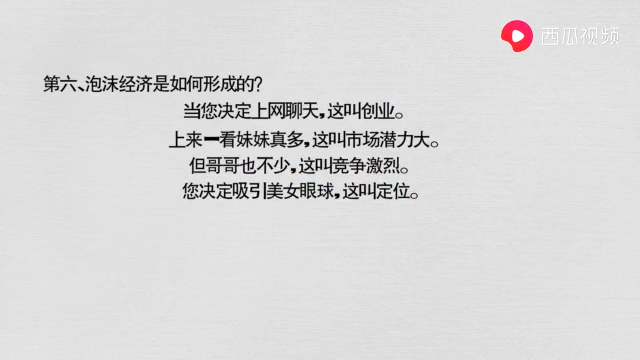 西瓜视频
第六、泡沫经济是如何形成的?
当您决定上网聊天,这叫创业。
上来一看妹妹真多,这叫市场潜力大。
但哥哥也不少,这叫竞争激烈。
您决定吸引美女眼球,这叫定位。